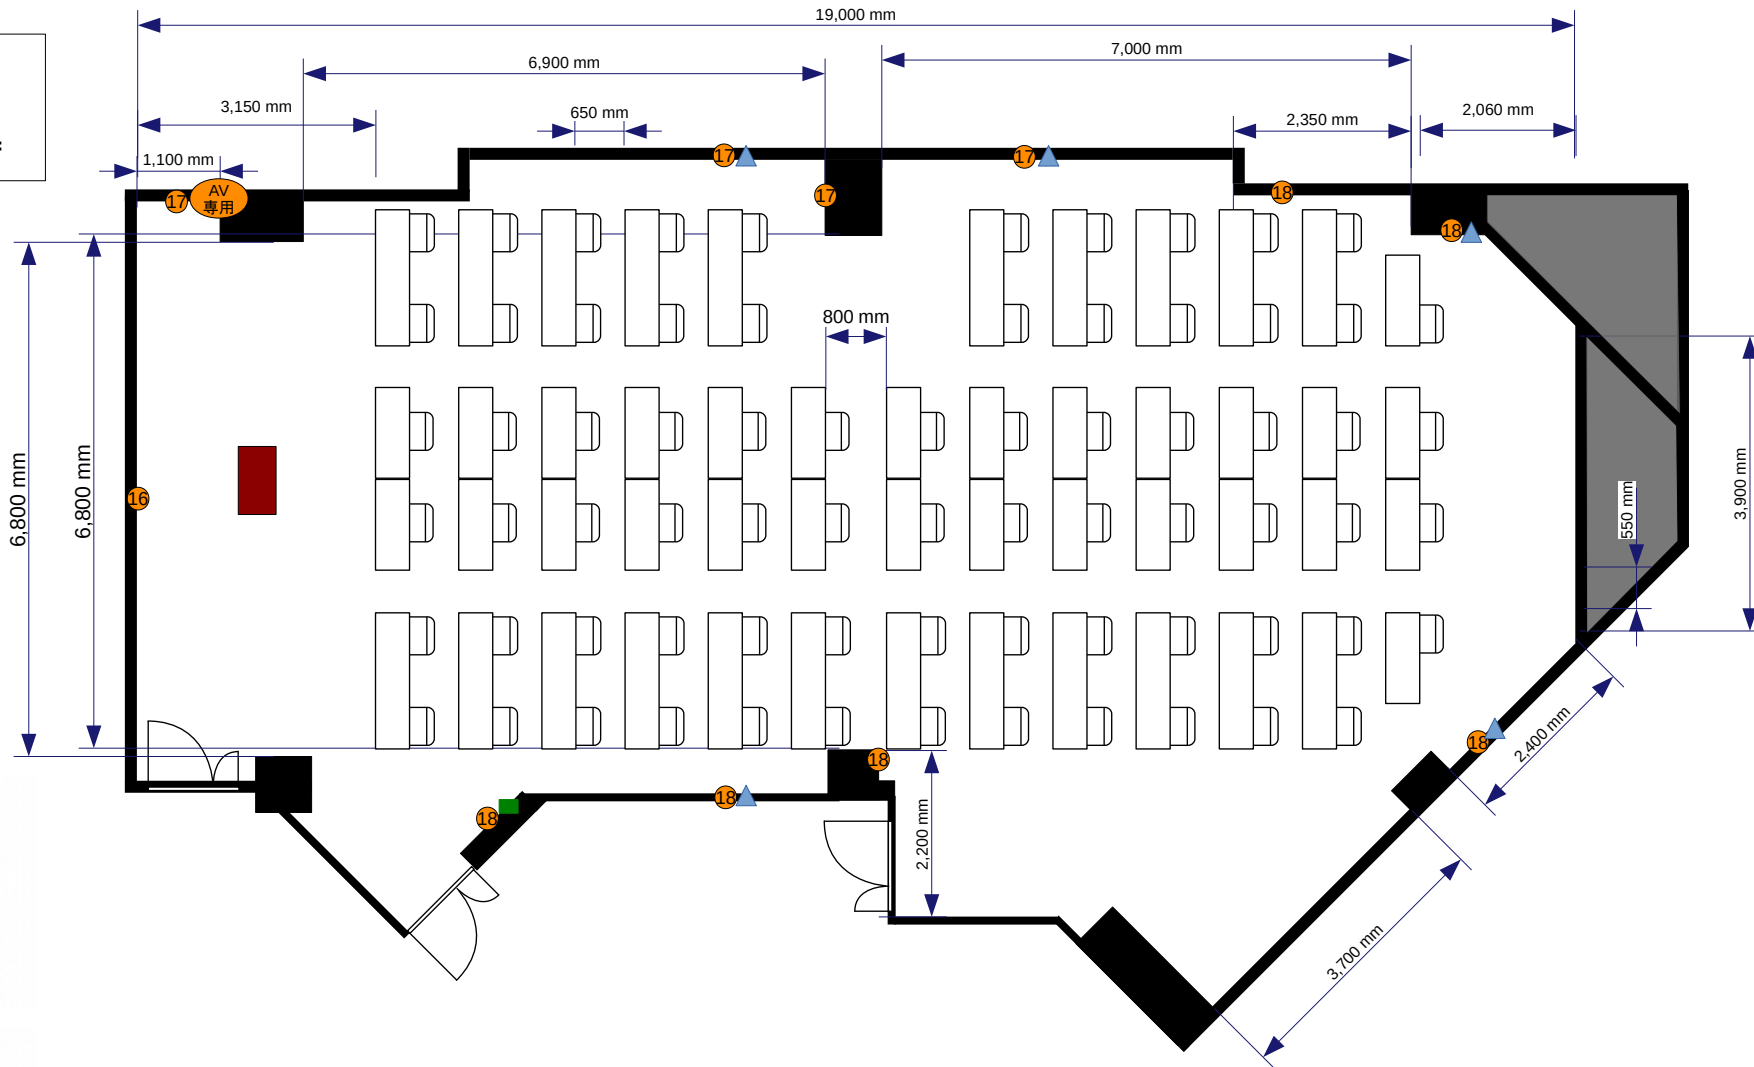 19,000 mm
7,000 mm
6,900 mm
3,150 mm
650 mm
2,350 mm
2,060 mm
1,100 mm
17
17
17
AV
専用
17
18
18
800 mm
6,800 mm
6,800 mm
16
550 mm
3,900 mm
18
2,400 mm
18
18
18
2,200 mm
3,700 mm